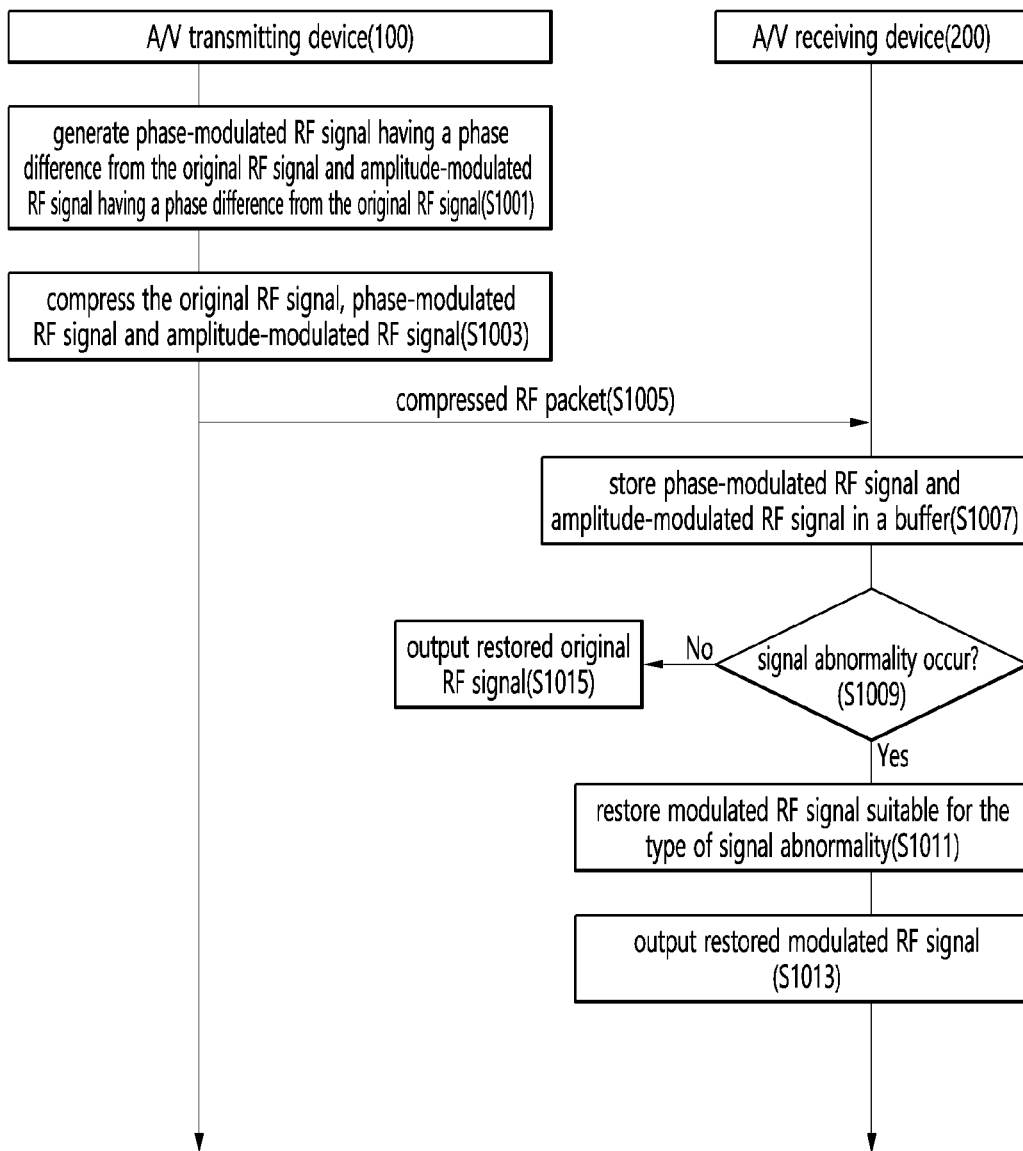 A/V transmitting device(100)
A/V receiving device(200)
generate phase-modulated RF signal having a phase
difference from the original RF signal and amplitude-modulated
RF signal having a phase difference from the original RF signal(S1001)
compress the original RF signal, phase-modulated
RF signal and amplitude-modulated RF signal(S1003)
compressed RF packet(S1005)
store phase-modulated RF signal and
amplitude-modulated RF signal in a buffer(S1007)
signal abnormality occur?
(S1009)
No
output restored original
RF signal(S1015)
Yes
restore modulated RF signal suitable for the
type of signal abnormality(S1011)
output restored modulated RF signal
(S1013)